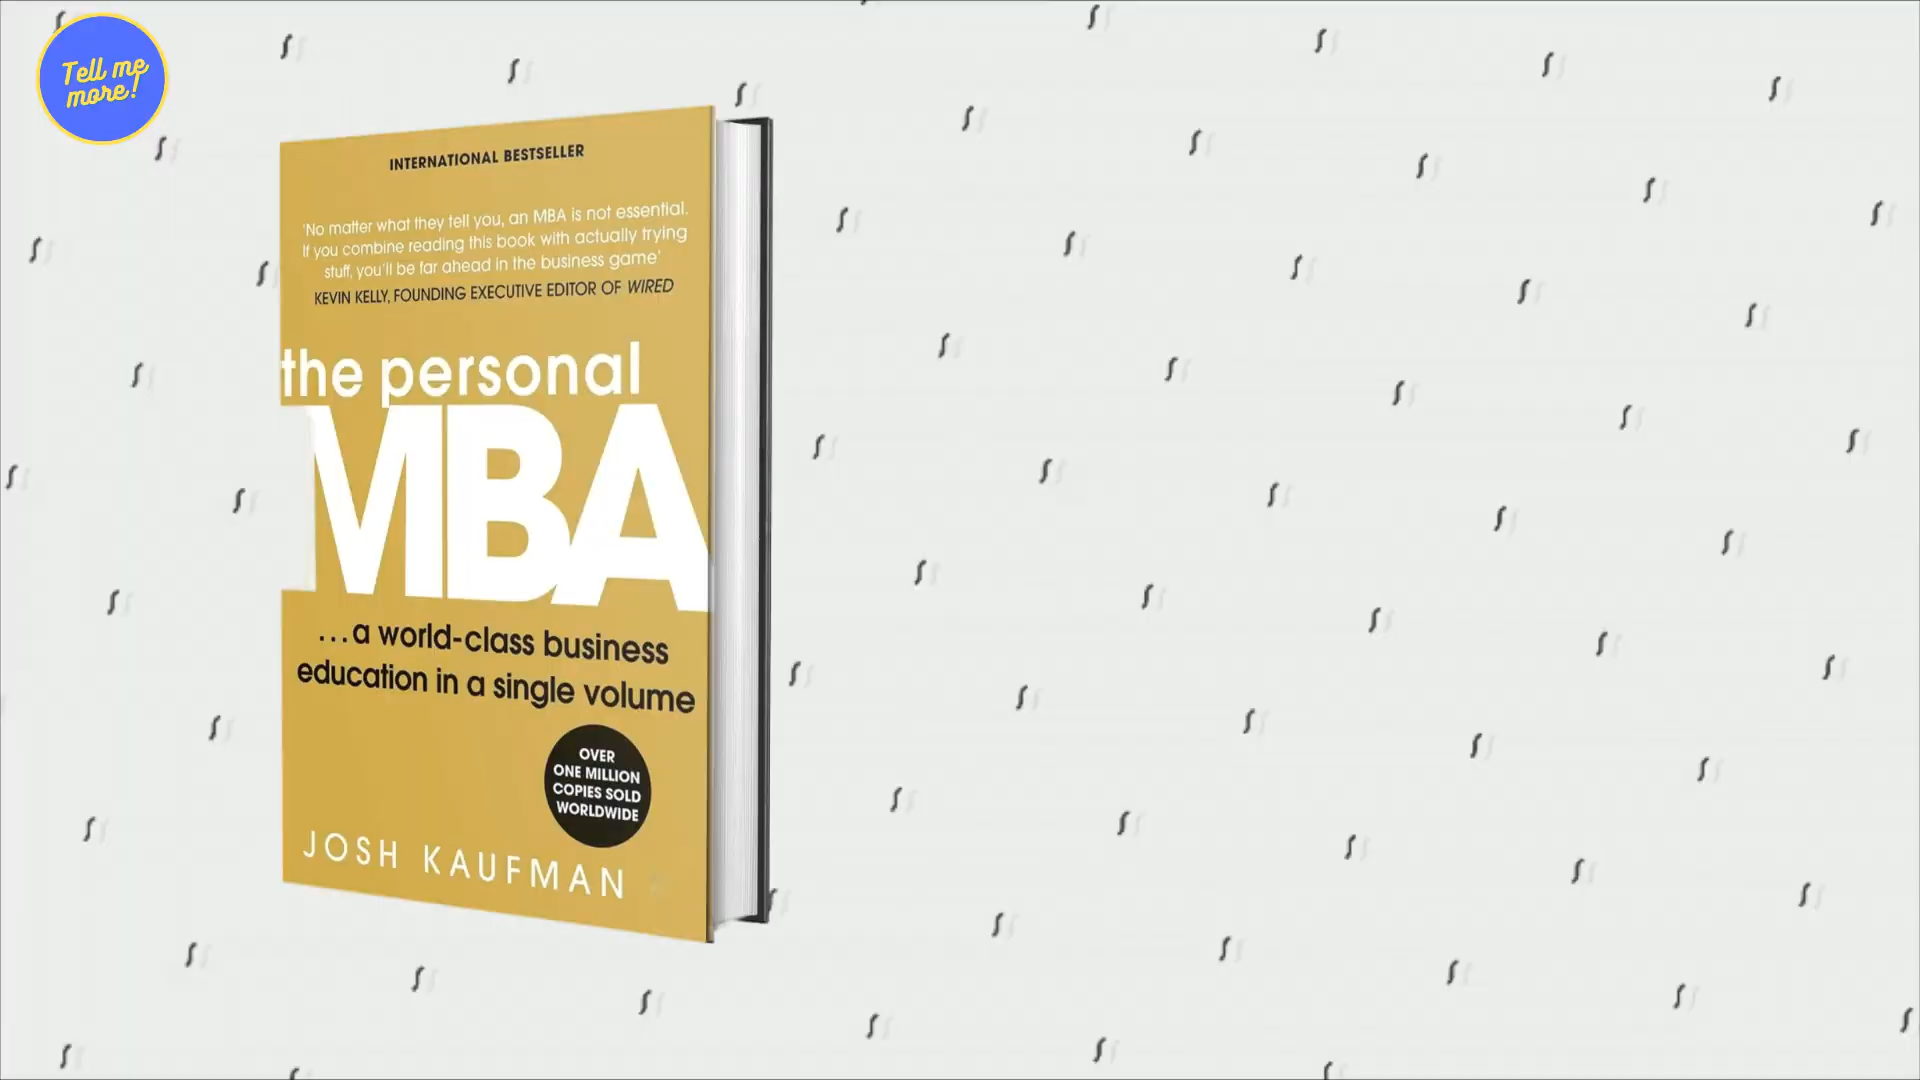 Tell me
more!
INTERNATIONAL BESTSELLER
'No matter what they tell you, an MBA is not essential.
If you combine reading this book with actually trying
stuff, you'll be far ahead in the business game'
KEVIN KELLY, FOUNDING EXECUTIVE EDITOR OF WIRED
the personal
MBA
...a world-class business
education in a single volume
OVER
ONE MILLION
COPIES SOLD
WORLDWIDE
JOSH KAUFMAN